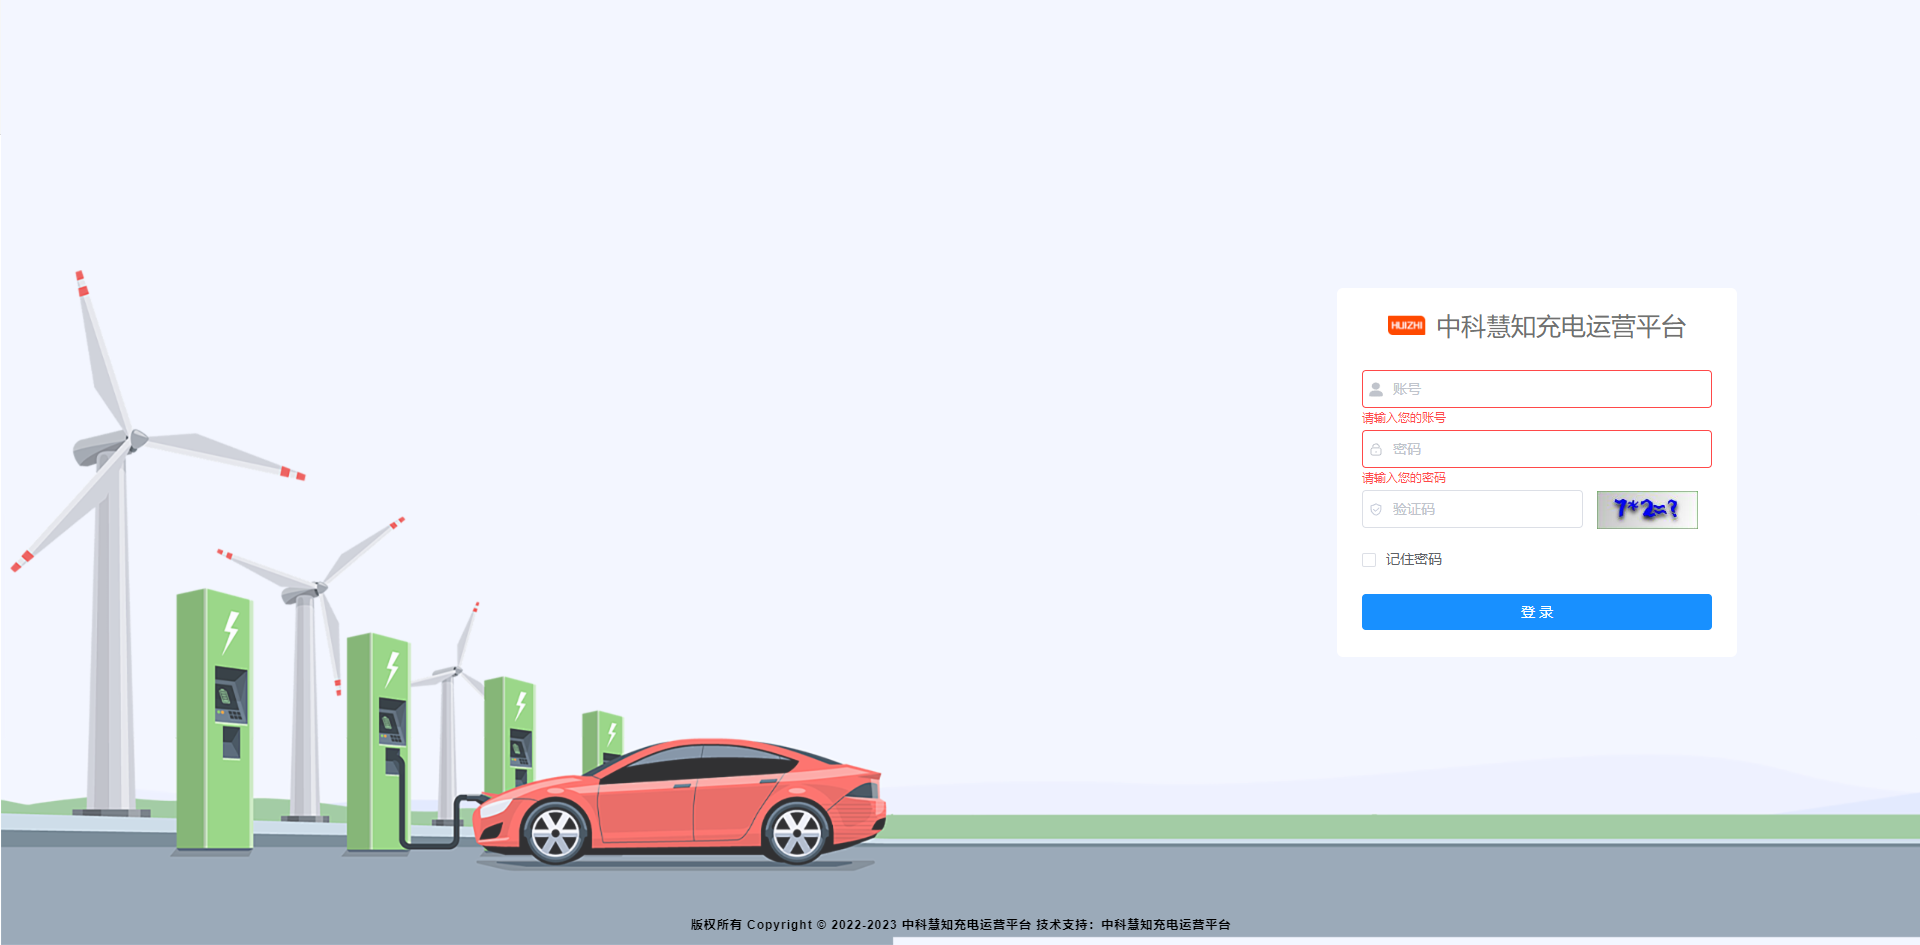 HUIZHI 中科慧知充电运营平台
账号
请输入您的账号
密码
请输入您的密码
验证码 7*2=?
记住密码
登 录
版权所有 Copyright © 2022-2023 中科慧知充电运营平台 技术支持：中科慧知充电运营平台